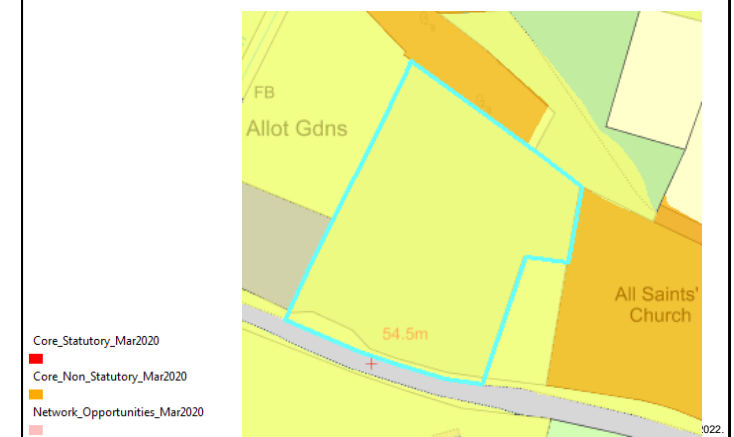 FB
Allot Gdns
54.5m
All Saints'
Church
Core_Statutory_Mar2020
Core_Non_Statutory_Mar2020
Network_Opportunities_Mar2020
2022.